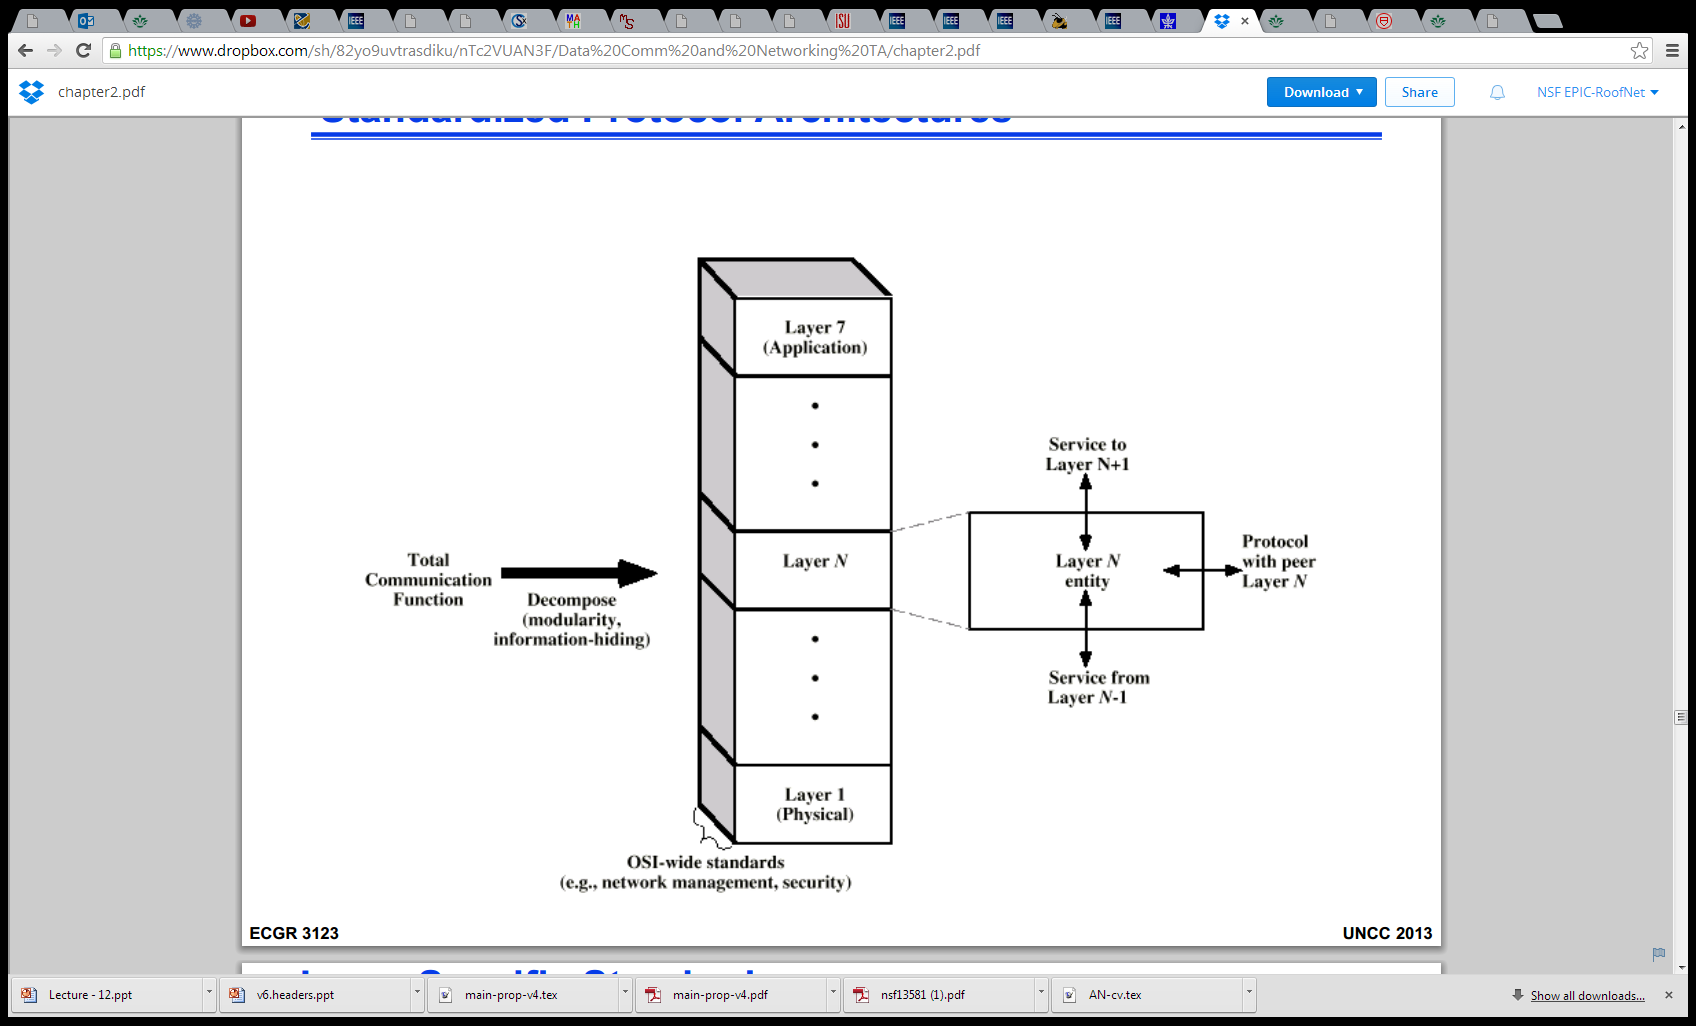 https://www.dropbox.com/sh/82yo9uvtrasdiku/nTc2VUAN3F/Data%20Comm%20and%20Networking%20TA/chapter2.pdf
chapter2.pdf
Download
Share
NSF EPIC-RoofNet
Standardized Protocol Architectures
Layer 7
(Application)
Service to
Layer N+1
Total
Communication
Function
Decompose
(modularity,
information-hiding)
Layer N
Layer N
entity
Protocol
with peer
Layer N
Service from
Layer N-1
Layer 1
(Physical)
OSI-wide standards
(e.g., network management, security)
ECGR 3123
UNCC 2013
Lecture - 12.ppt
v6.headers.ppt
main-prop-v4.tex
main-prop-v4.pdf
nsf13581 (1).pdf
AN-cv.tex
Show all downloads...